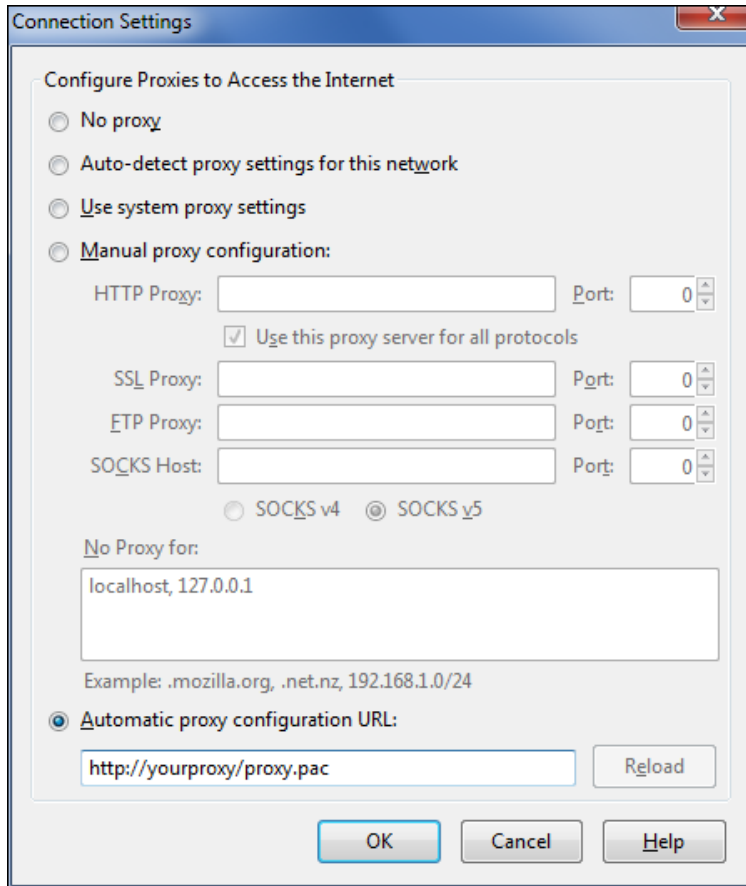 Connection Settings
Configure Proxies to Access the Internet
No proxy
Auto-detect proxy settings for this network
Use system proxy settings
Manual proxy configuration:
HTTP Proxy: Port: 0
Use this proxy server for all protocols
SSL Proxy: Port: 0
FTP Proxy: Port: 0
SOCKS Host: Port: 0
SOCKS v4 SOCKS v5
No Proxy for:
localhost, 127.0.0.1
Example: .mozilla.org, .net.nz, 192.168.1.0/24
Automatic proxy configuration URL:
http://yourproxy/proxy.pac Reload
OK Cancel Help